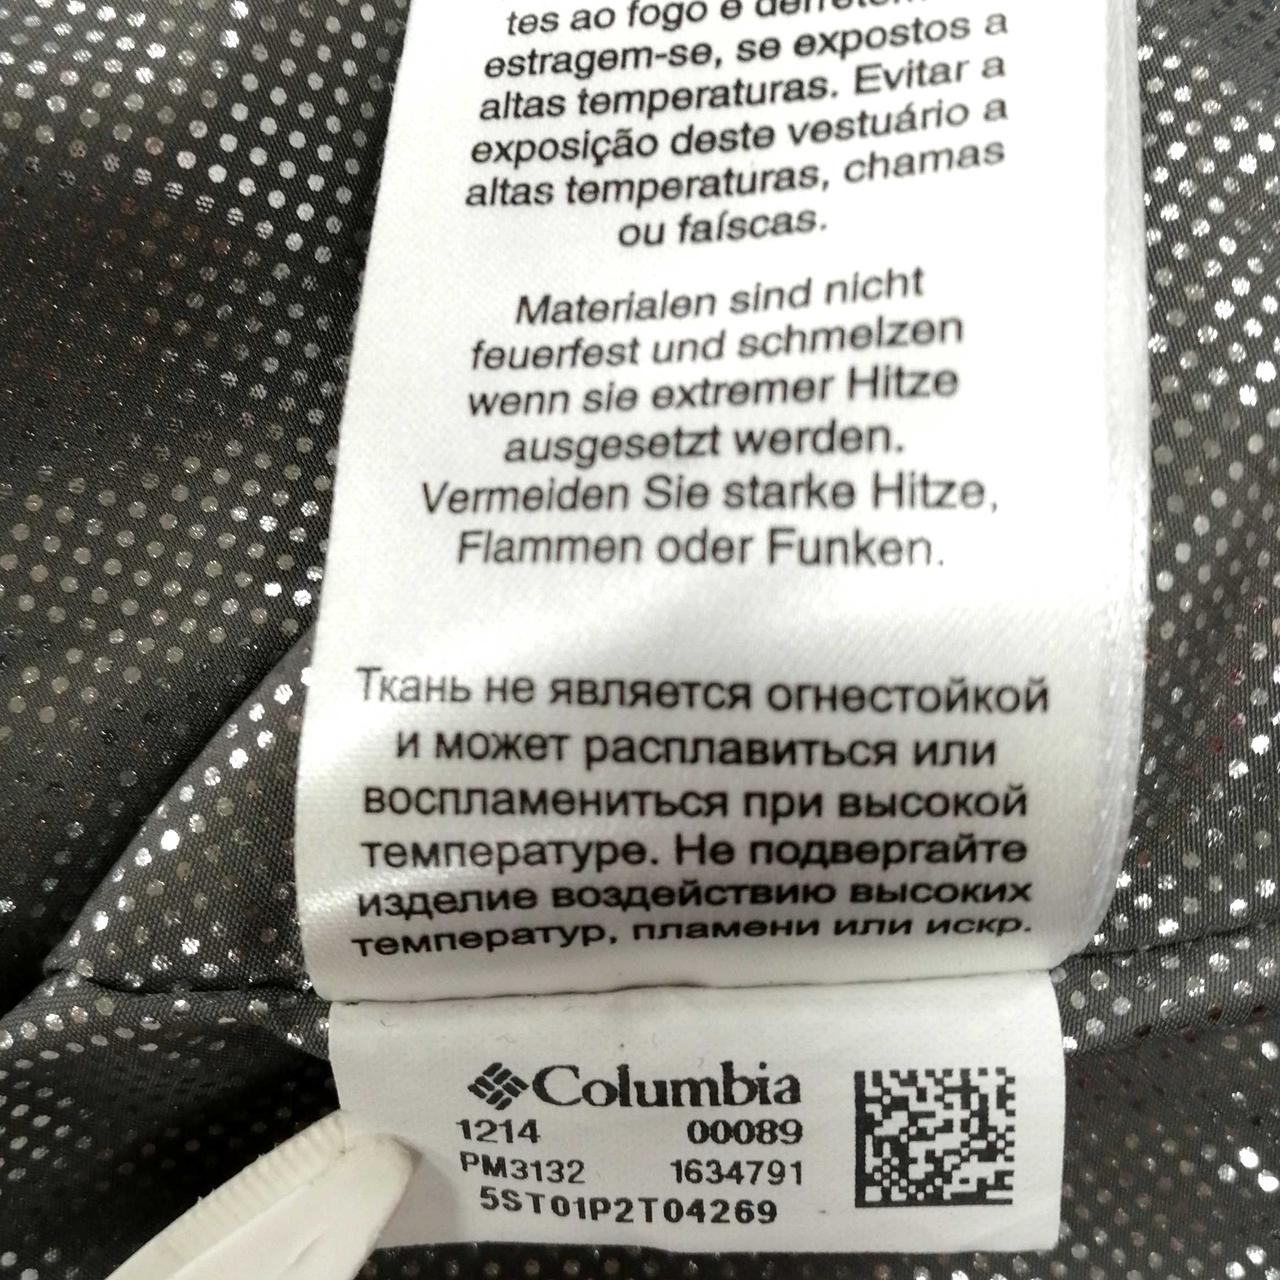 tes ao fogo e
estragem-se, se expostos a
altas temperaturas. Evitar a
exposição deste vestuário a
altas temperaturas, chamas
ou faíscas.
Materialen sind nicht
feuerfest und schmelzen
wenn sie extremer Hitze
ausgesetzt werden.
Vermeiden Sie starke Hitze,
Flammen oder Funken.
Ткань не является огнестойкой
и может расплавиться или
воспламениться при высокой
температуре. Не подвергайте
изделие воздействию высоких
температур, пламени или искр.
Columbia
1214 00089
PM3132 1634791
5ST01P2T04269